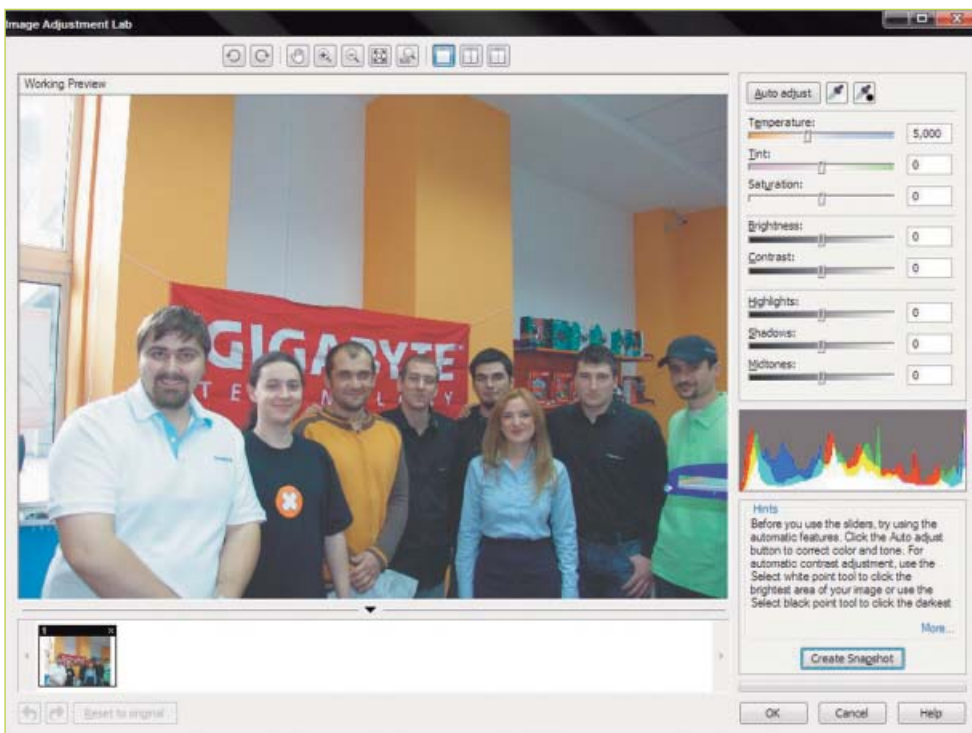 Image Adjustment Lab
Working Preview
GIGABYTE
Auto adjust
Temperature:
5,000
Tint:
0
Saturation:
0
Brightness:
0
Contrast:
0
Highlights:
0
Shadows:
0
Midtones:
0
Hints
Before you use the sliders, try using the
automatic features. Click the Auto adjust
button to correct color and tone. For
automatic contrast adjustment, use the
Select white point tool to click the
brightest area of your image or use the
Select black point tool to click the darkest
More...
Create Snapshot
1
Reset to original
OK
Cancel
Help